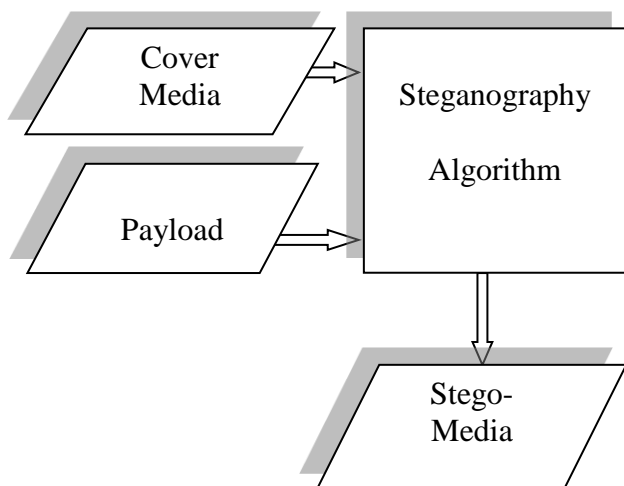 Cover
Media
Steganography
Algorithm
Payload
Stego-
Media